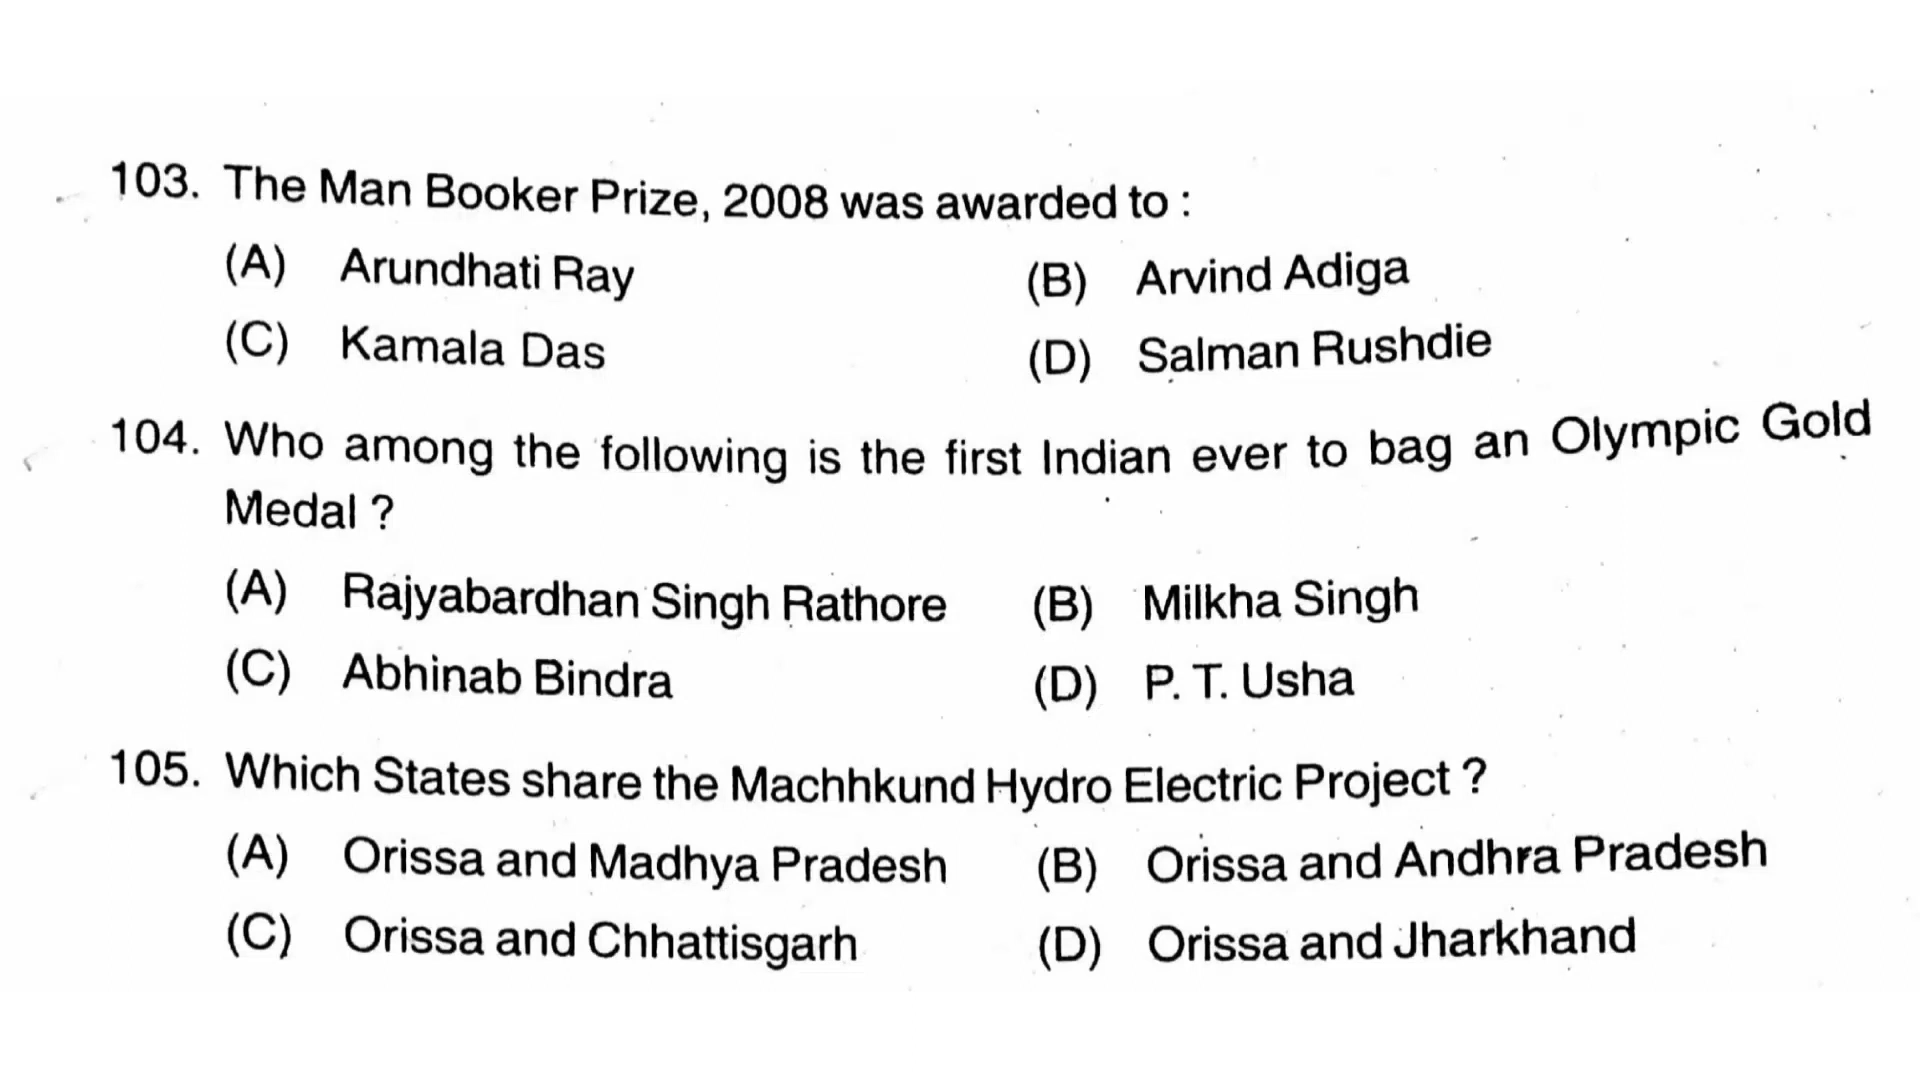 103. The Man Booker Prize, 2008 was awarded to :
(A) Arundhati Ray (B) Arvind Adiga
(C) Kamala Das (D) Salman Rushdie
104. Who among the following is the first Indian ever to bag an Olympic Gold
Medal ?
(A) Rajyabardhan Singh Rathore (B) Milkha Singh
(C) Abhinab Bindra (D) P. T. Usha
105. Which States share the Machhkund Hydro Electric Project ?
(A) Orissa and Madhya Pradesh (B) Orissa and Andhra Pradesh
(C) Orissa and Chhattisgarh (D) Orissa and Jharkhand